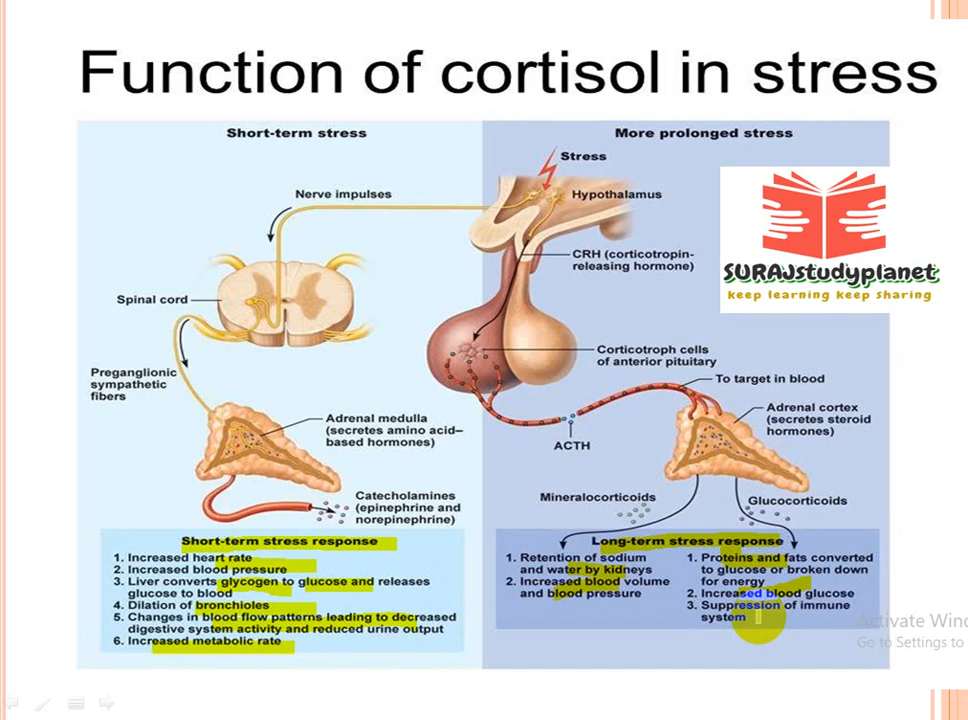 Function of cortisol in stress
Short-term stress
More prolonged stress
Stress
Nerve impulses
Hypothalamus
CRH (corticotropin-
releasing hormone)
SURAJstudyplanet
keep learning keep sharing
Spinal cord
Corticotroph cells
of anterior pituitary
Preganglionic
sympathetic
fibers
To target in blood
Adrenal medulla
(secretes amino acid–
based hormones)
Adrenal cortex
(secretes steroid
hormones)
ACTH
Catecholamines
(epinephrine and
norepinephrine)
Mineralocorticoids
Glucocorticoids
Short-term stress response
1. Increased heart rate
2. Increased blood pressure
3. Liver converts glycogen to glucose and releases
glucose to blood
4. Dilation of bronchioles
5. Changes in blood flow patterns leading to decreased
digestive system activity and reduced urine output
6. Increased metabolic rate
Long-term stress response
1. Retention of sodium
and water by kidneys
2. Increased blood volume
and blood pressure
1. Proteins and fats converted
to glucose or broken down
for energy
2. Increased blood glucose
3. Suppression of immune
system
Activate Wind
Go to Settings to